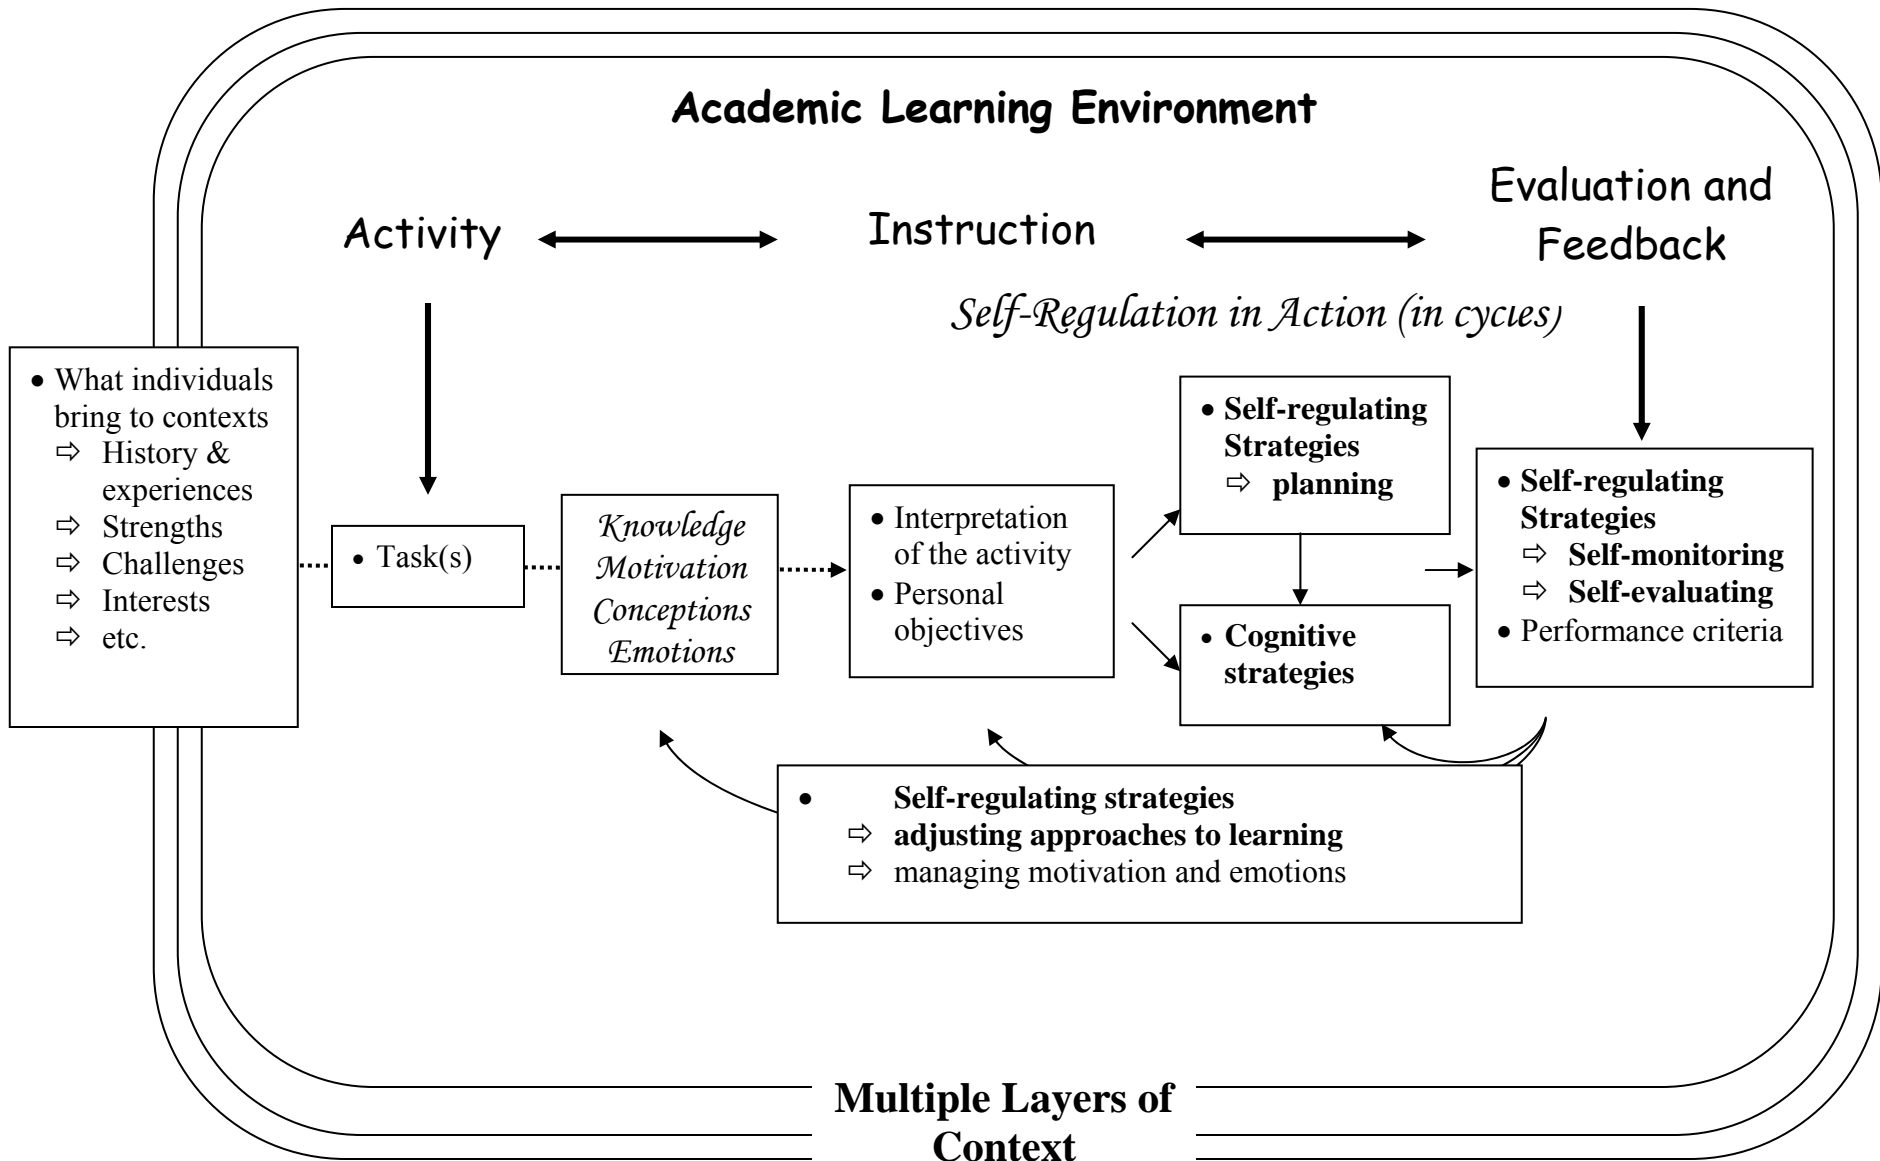 Academic Learning Environment
Activity
Instruction
Evaluation and
Feedback
Self-Regulation in Action (in cycles)
• What individuals
bring to contexts
⇨ History &
experiences
⇨ Strengths
⇨ Challenges
⇨ Interests
⇨ etc.
• Task(s)
Knowledge
Motivation
Conceptions
Emotions
• Interpretation
of the activity
• Personal
objectives
• Self-regulating
Strategies
⇨ planning
• Cognitive
strategies
• Self-regulating
Strategies
⇨ Self-monitoring
⇨ Self-evaluating
• Performance criteria
• Self-regulating strategies
⇨ adjusting approaches to learning
⇨ managing motivation and emotions
Multiple Layers of
Context